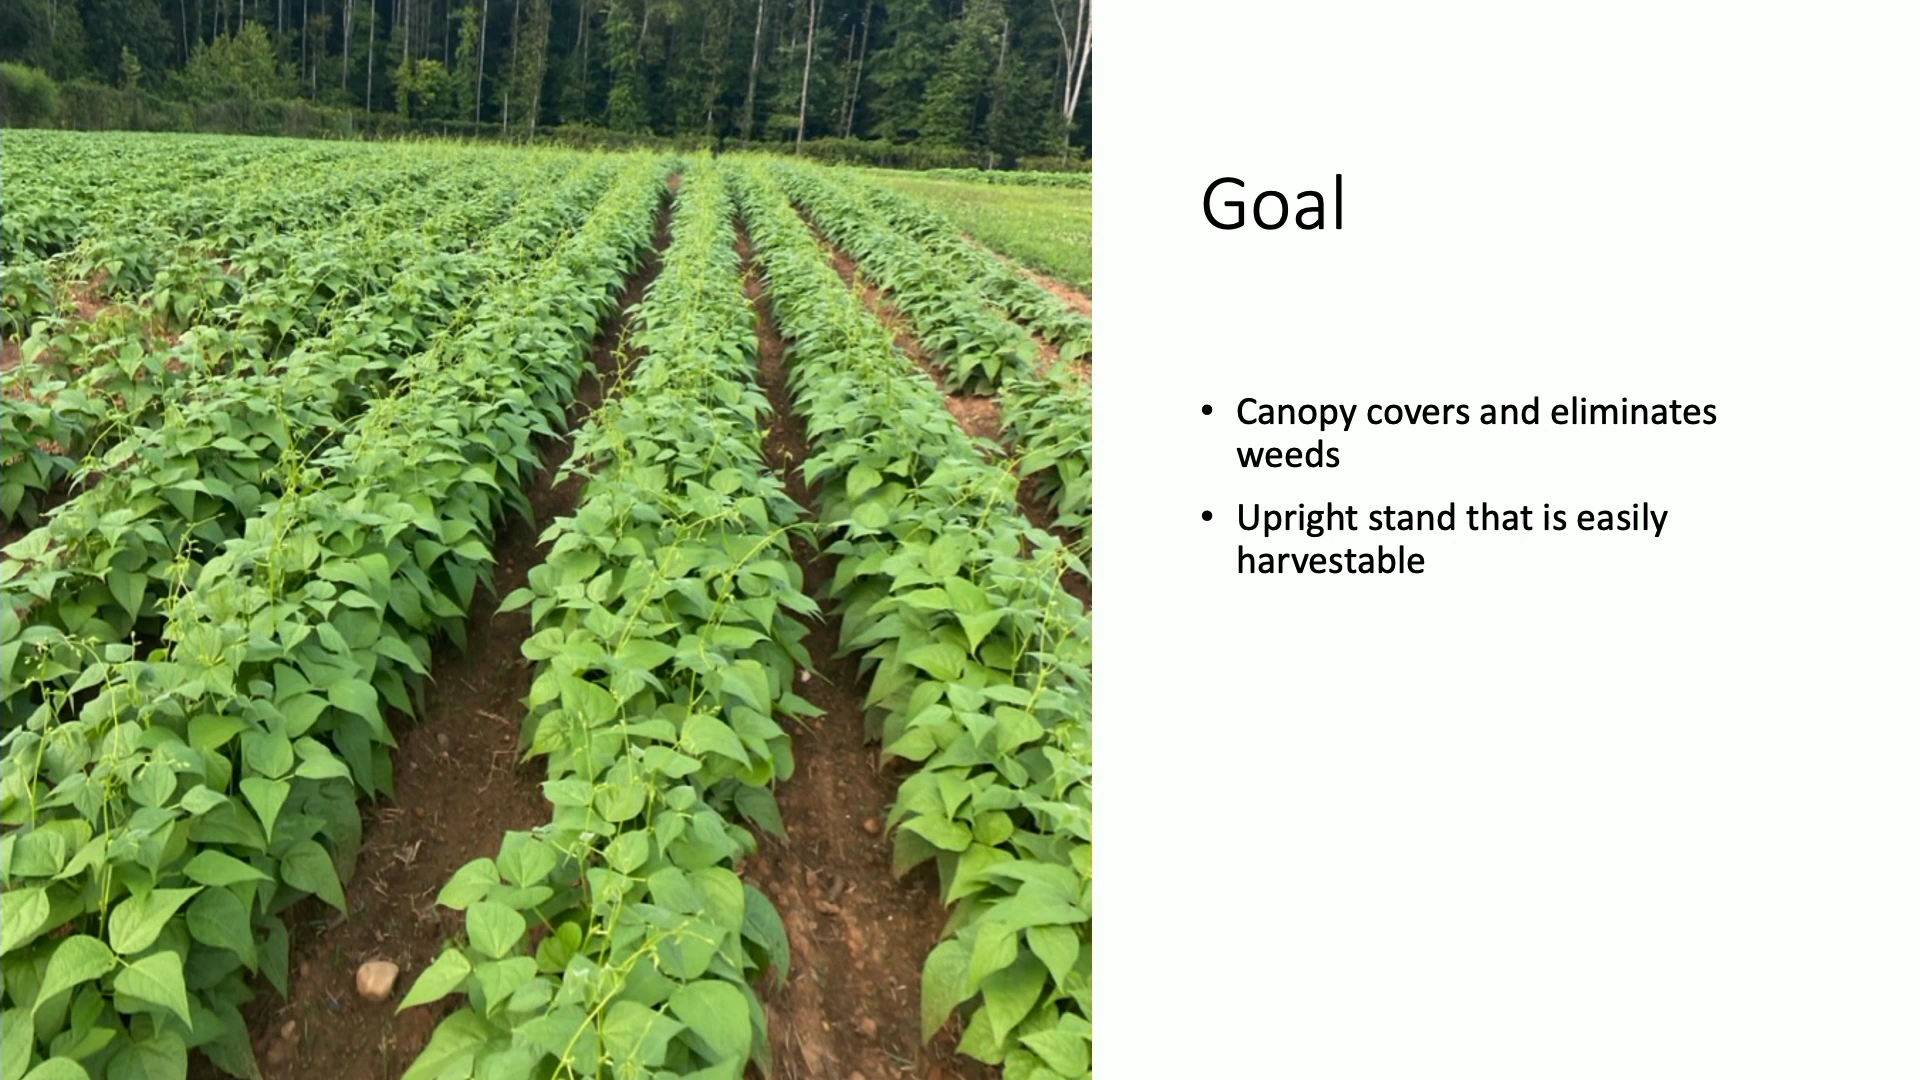 Goal
• Canopy covers and eliminates
weeds
• Upright stand that is easily
harvestable